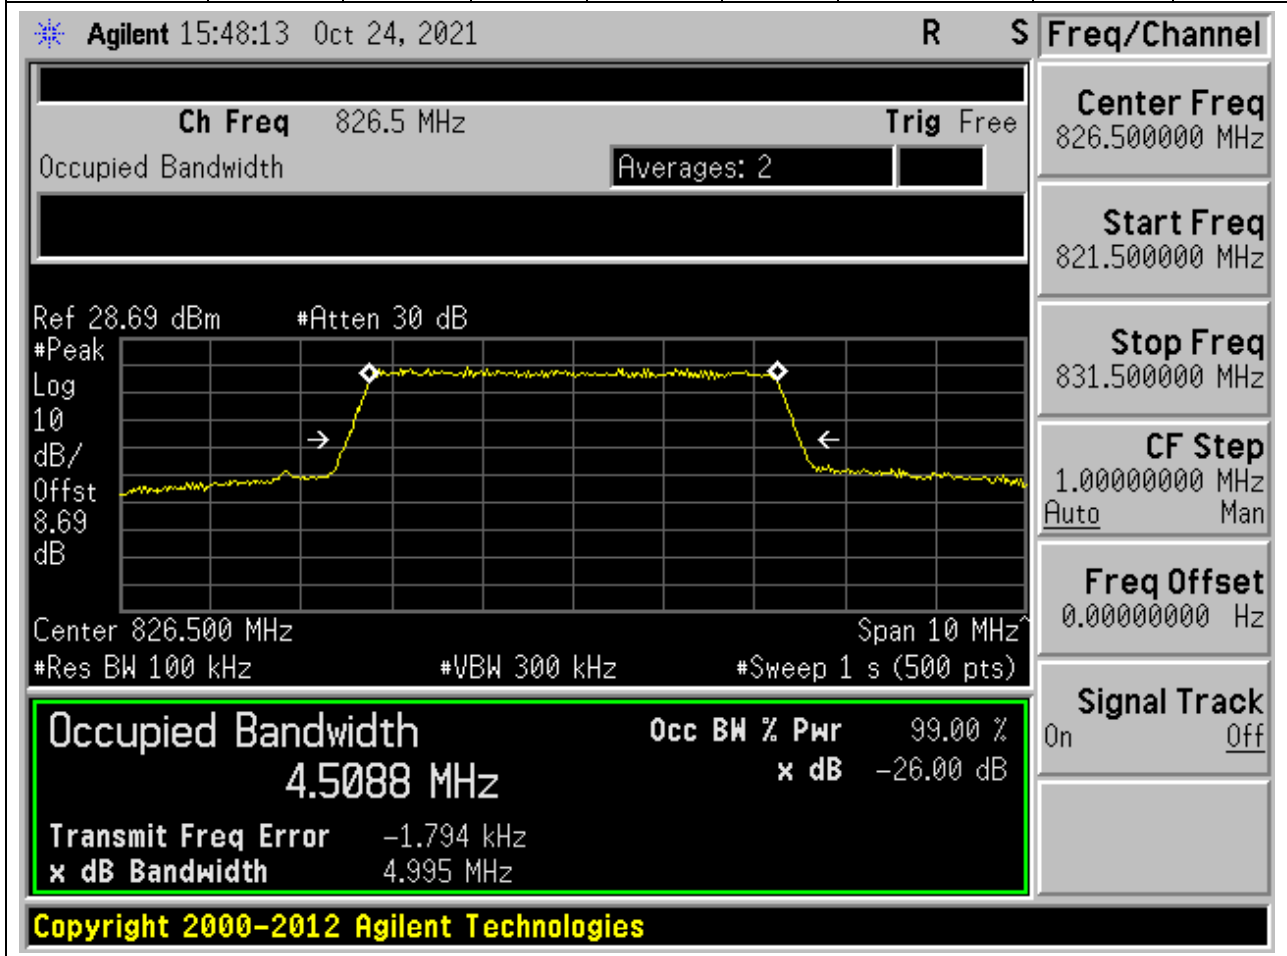 Agilent 15:48:13 Oct 24, 2021 R S
Freq/Channel
Ch Freq 826.5 MHz Trig Free
Occupied Bandwidth Averages: 2
Center Freq
826.500000 MHz
Start Freq
821.500000 MHz
Stop Freq
831.500000 MHz
CF Step
1.00000000 MHz
Auto Man
Freq Offset
0.00000000 Hz
Signal Track
On Off
Ref 28.69 dBm #Atten 30 dB
#Peak
Log
10
dB/
Offst
8.69
dB
Center 826.500 MHz Span 10 MHz^
#Res BW 100 kHz #VBW 300 kHz #Sweep 1 s (500 pts)
Occupied Bandwidth Occ BW % Pwr 99.00 %
4.5088 MHz x dB -26.00 dB
Transmit Freq Error -1.794 kHz
x dB Bandwidth 4.995 MHz
Copyright 2000-2012 Agilent Technologies